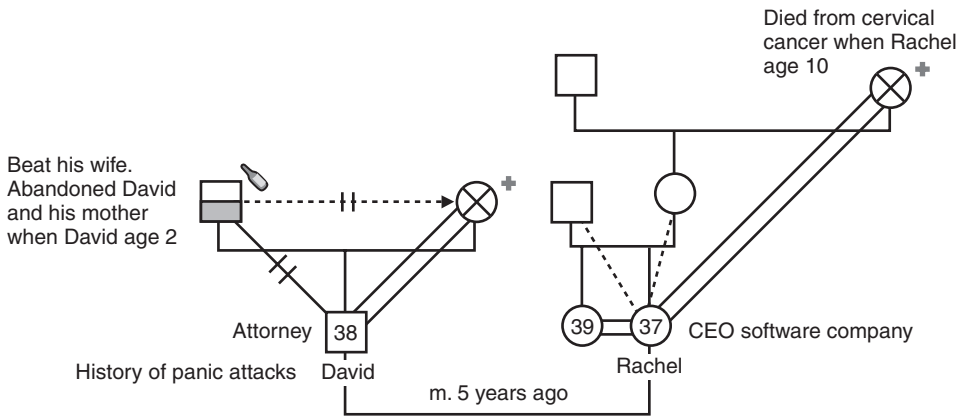 Died from cervical
cancer when Rachel
age 10
Beat his wife.
Abandoned David
and his mother
when David age 2
Attorney
38
39
37
CEO software company
History of panic attacks
David
Rachel
m. 5 years ago